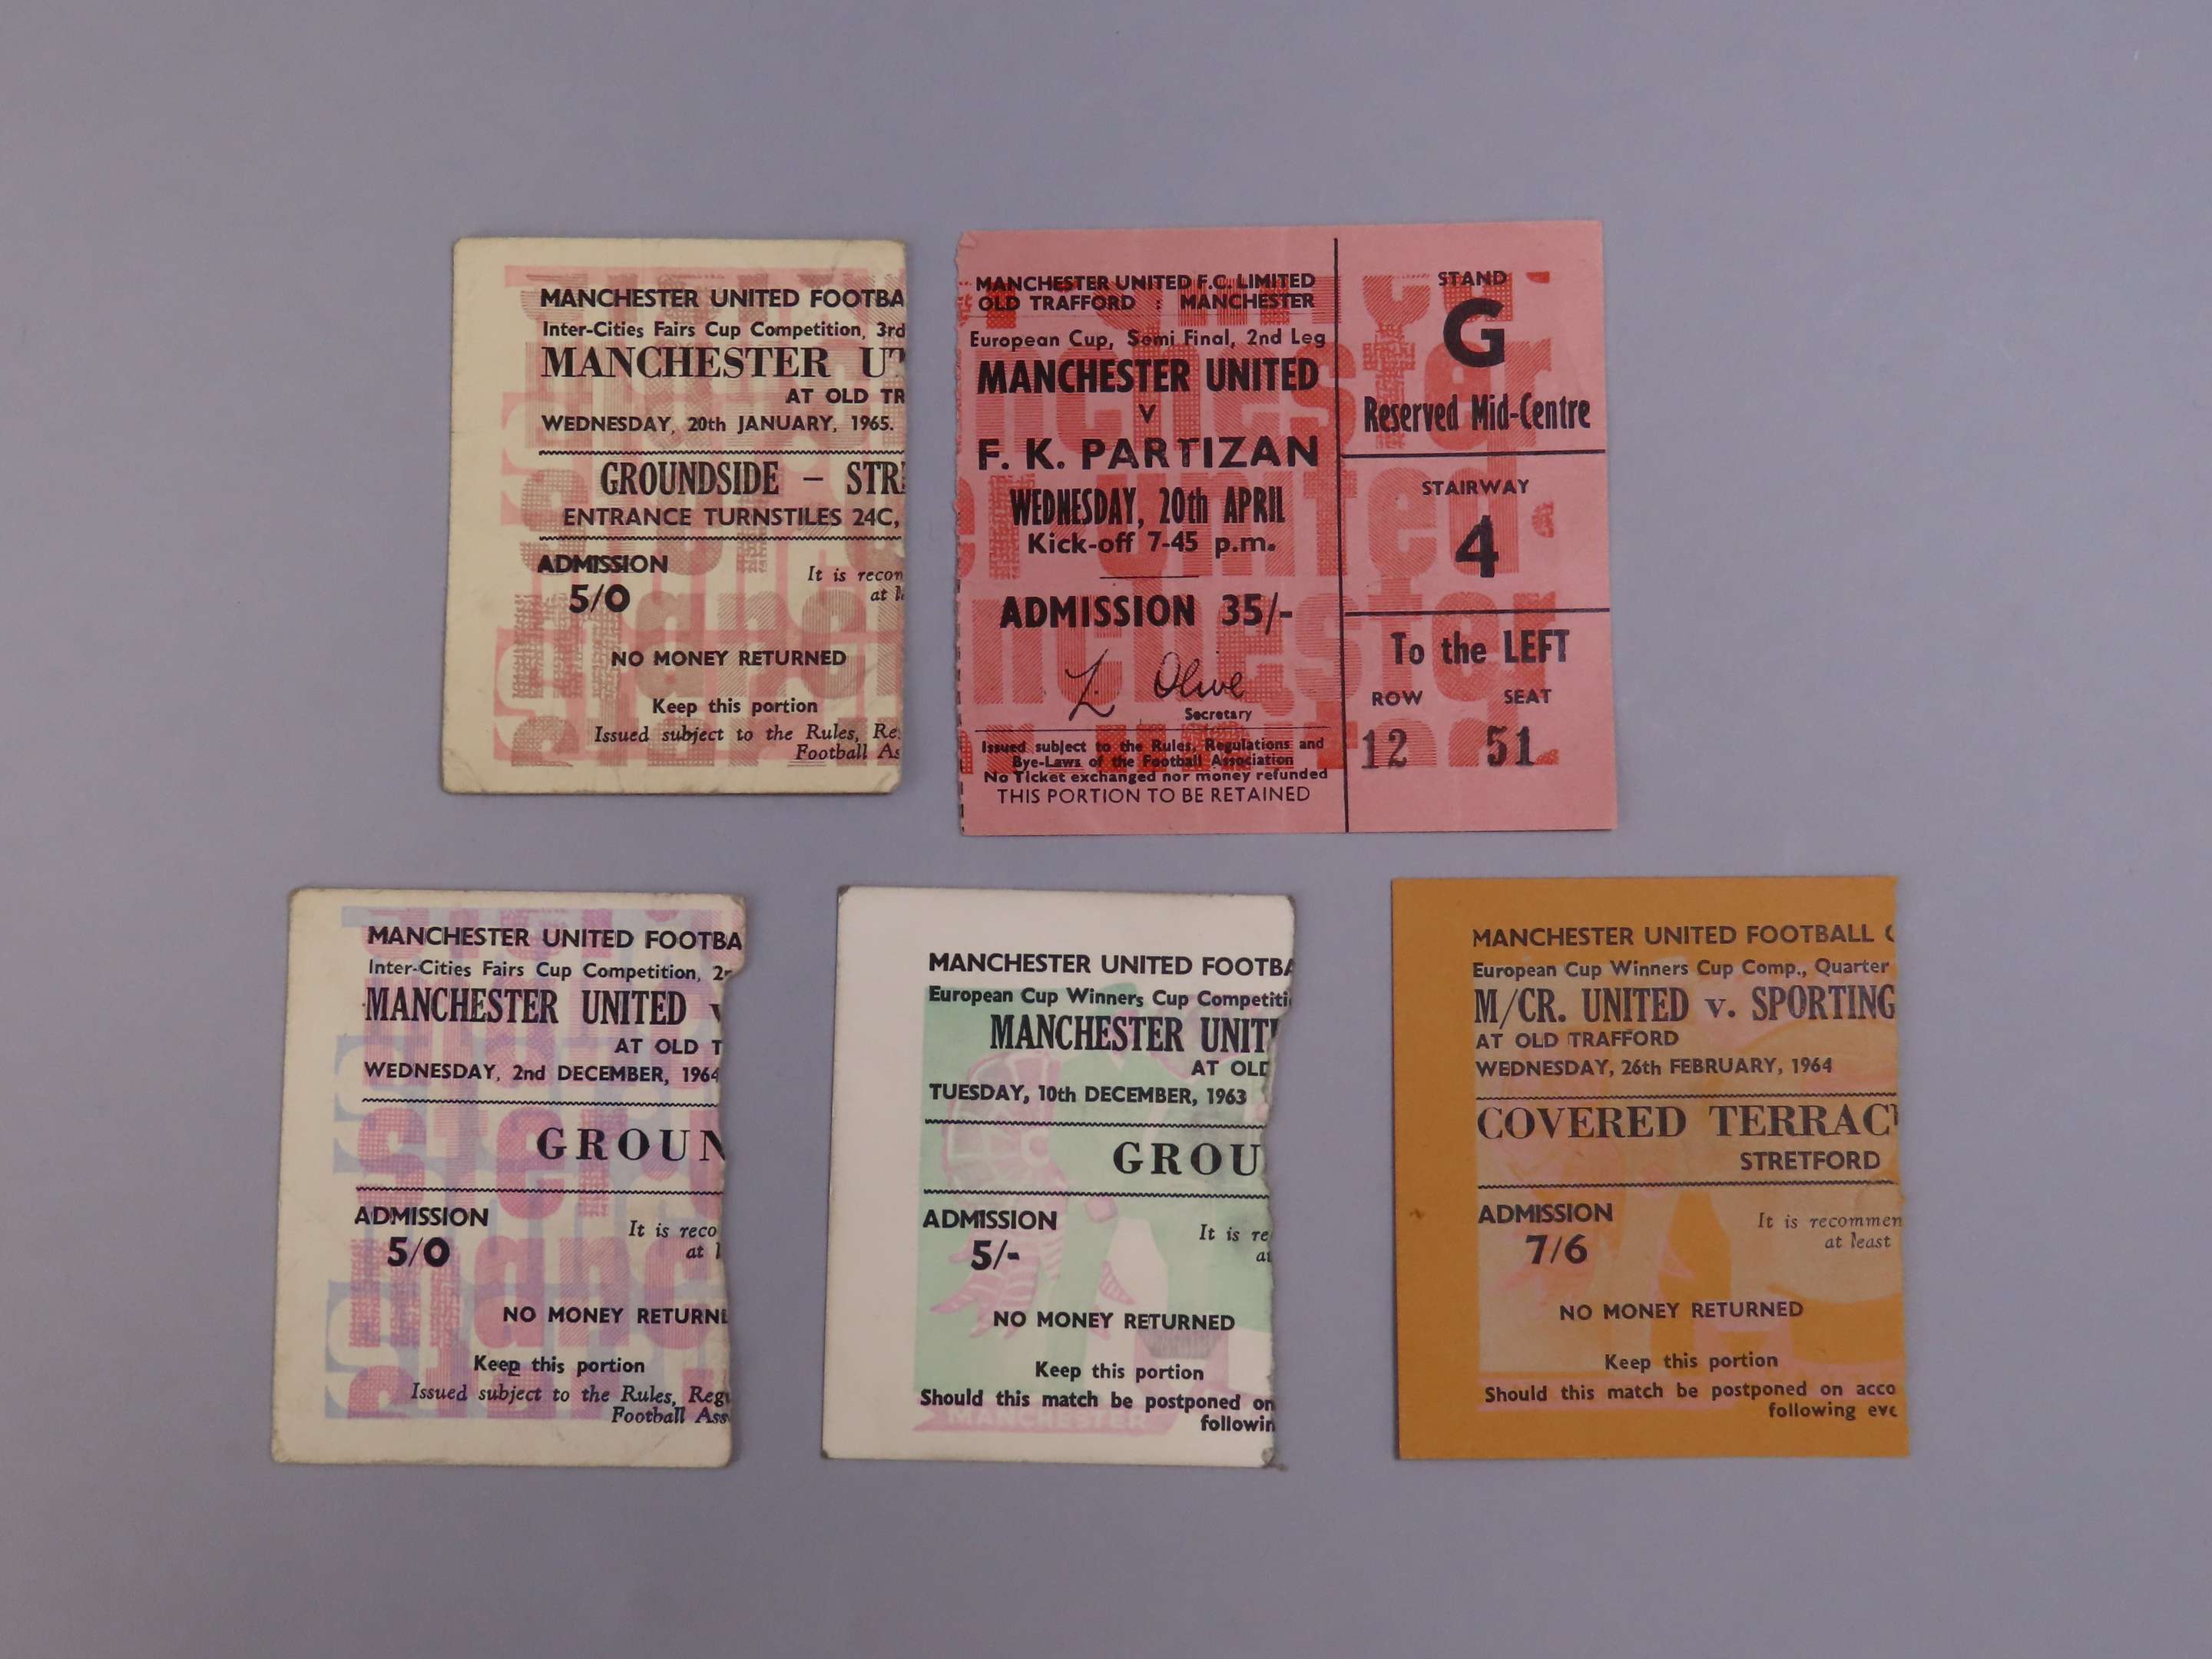 MANCHESTER UNITED FOOTBA
Inter-Cities Fairs Cup Competition, 3rd
MANCHESTER UT
AT OLD TR
WEDNESDAY, 20th JANUARY, 1965.
GROUNDSIDE – STR
ENTRANCE TURNSTILES 24C,
ADMISSION
5/0
It is recom
at l
NO MONEY RETURNED
Keep this portion
Issued subject to the Rules, Re
Football As
MANCHESTER UNITED F.C. LIMITED
OLD TRAFFORD : MANCHESTER
European Cup, Semi Final, 2nd Leg
MANCHESTER UNITED
V
F. K. PARTIZAN
WEDNESDAY, 20th APRIL
Kick-off 7-45 p.m.
ADMISSION 35/-
L. Olive
Secretary
Issued subject to the Rules, Regulations and
Bye-Laws of the Football Association
No Ticket exchanged nor money refunded
THIS PORTION TO BE RETAINED
STAND
G
Reserved Mid-Centre
STAIRWAY
4
To the LEFT
ROW SEAT
12 51
MANCHESTER UNITED FOOTBA
Inter-Cities Fairs Cup Competition, 2n
MANCHESTER UNITED v
AT OLD T
WEDNESDAY, 2nd DECEMBER, 1964
GROUN
ADMISSION
5/0
It is reco
at l
NO MONEY RETURNE
Keep this portion
Issued subject to the Rules, Regu
Football Ass
MANCHESTER UNITED FOOTBA
European Cup Winners Cup Competiti
MANCHESTER UNIT
AT OLD
TUESDAY, 10th DECEMBER, 1963
GROU
ADMISSION
5/-
It is re
at
NO MONEY RETURNED
Keep this portion
Should this match be postponed on
followin
MANCHESTER
MANCHESTER UNITED FOOTBALL C
European Cup Winners Cup Comp., Quarter
M/CR. UNITED v. SPORTING
AT OLD TRAFFORD
WEDNESDAY, 26th FEBRUARY, 1964
COVERED TERRAC
STRETFORD
ADMISSION
7/6
It is recommen
at least
NO MONEY RETURNED
Keep this portion
Should this match be postponed on acco
following eve